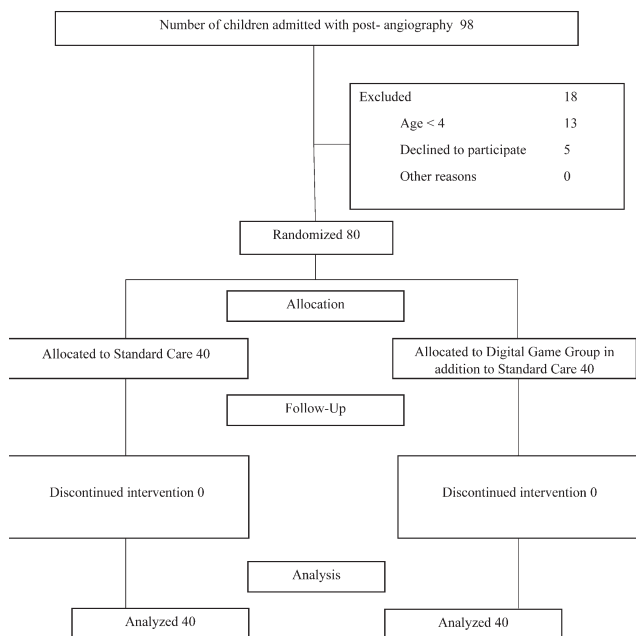 Number of children admitted with post- angiography 98
Excluded 18
Age < 4 13
Declined to participate 5
Other reasons 0
Randomized 80
Allocation
Allocated to Standard Care 40
Allocated to Digital Game Group in
addition to Standard Care 40
Follow-Up
Discontinued intervention 0
Discontinued intervention 0
Analysis
Analyzed 40
Analyzed 40